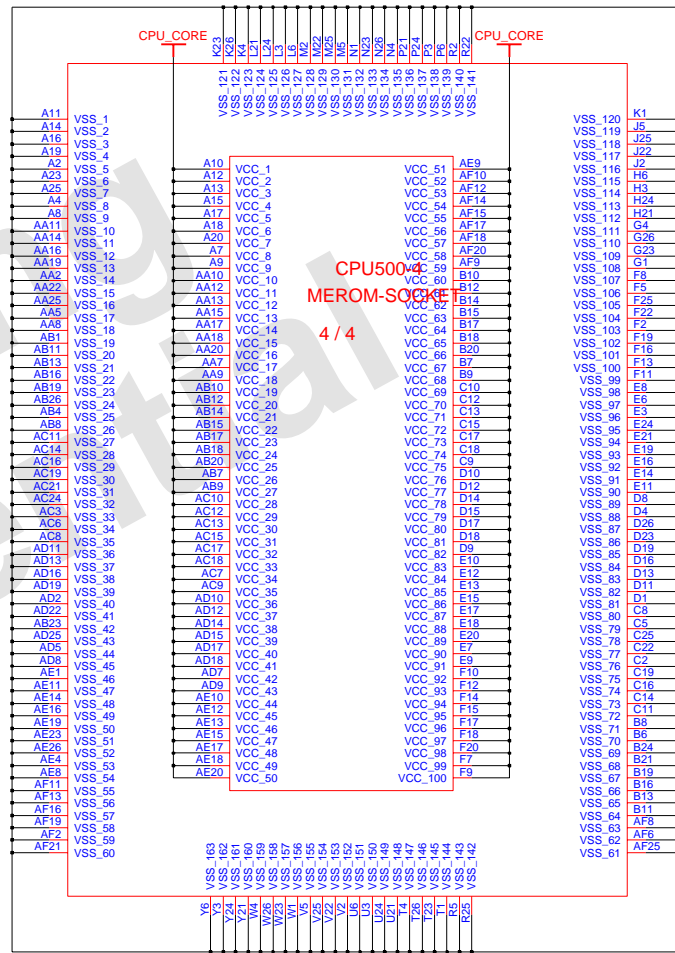 CPU_CORE
CPU_CORE
K23 VSS_121
K26 VSS_122
K4 VSS_123
L21 VSS_124
L24 VSS_125
L3 VSS_126
L6 VSS_127
M2 VSS_128
M22 VSS_129
M25 VSS_130
M5 VSS_131
N1 VSS_132
N23 VSS_133
N26 VSS_134
N4 VSS_135
P21 VSS_136
P24 VSS_137
P3 VSS_138
P6 VSS_139
R2 VSS_140
R22 VSS_141
A11 VSS_1
A14 VSS_2
A16 VSS_3
A19 VSS_4
A2 VSS_5
A23 VSS_6
A25 VSS_7
A4 VSS_8
A8 VSS_9
AA11 VSS_10
AA14 VSS_11
AA16 VSS_12
AA19 VSS_13
AA2 VSS_14
AA22 VSS_15
AA25 VSS_16
AA5 VSS_17
AA8 VSS_18
AB1 VSS_19
AB11 VSS_20
AB13 VSS_21
AB16 VSS_22
AB19 VSS_23
AB26 VSS_24
AB4 VSS_25
AB8 VSS_26
AC11 VSS_27
AC14 VSS_28
AC16 VSS_29
AC19 VSS_30
AC21 VSS_31
AC24 VSS_32
AC3 VSS_33
AC6 VSS_34
AC8 VSS_35
AD11 VSS_36
AD13 VSS_37
AD16 VSS_38
AD19 VSS_39
AD2 VSS_40
AD22 VSS_41
AB23 VSS_42
AD25 VSS_43
AD5 VSS_44
AD8 VSS_45
AE1 VSS_46
AE11 VSS_47
AE14 VSS_48
AE16 VSS_49
AE19 VSS_50
AE23 VSS_51
AE26 VSS_52
AE4 VSS_53
AE8 VSS_54
AF11 VSS_55
AF13 VSS_56
AF16 VSS_57
AF19 VSS_58
AF2 VSS_59
AF21 VSS_60
A10 VCC_1
A12 VCC_2
A13 VCC_3
A15 VCC_4
A17 VCC_5
A18 VCC_6
A20 VCC_7
A7 VCC_8
A9 VCC_9
AA10 VCC_10
AA12 VCC_11
AA13 VCC_12
AA15 VCC_13
AA17 VCC_14
AA18 VCC_15
AA20 VCC_16
AA7 VCC_17
AA9 VCC_18
AB10 VCC_19
AB12 VCC_20
AB14 VCC_21
AB15 VCC_22
AB17 VCC_23
AB18 VCC_24
AB20 VCC_25
AB7 VCC_26
AB9 VCC_27
AC10 VCC_28
AC12 VCC_29
AC13 VCC_30
AC15 VCC_31
AC17 VCC_32
AC18 VCC_33
AC7 VCC_34
AC9 VCC_35
AD10 VCC_36
AD12 VCC_37
AD14 VCC_38
AD15 VCC_39
AD17 VCC_40
AD18 VCC_41
AD7 VCC_42
AD9 VCC_43
AE10 VCC_44
AE12 VCC_45
AE13 VCC_46
AE15 VCC_47
AE17 VCC_48
AE18 VCC_49
AE20 VCC_50
CPU500-4
MEROM-SOCKET
4 / 4
VCC_51 AE9
VCC_52 AF10
VCC_53 AF12
VCC_54 AF14
VCC_55 AF15
VCC_56 AF17
VCC_57 AF18
VCC_58 AF20
VCC_59 AF9
VCC_60 B10
VCC_61 B12
VCC_62 B14
VCC_63 B15
VCC_64 B17
VCC_65 B18
VCC_66 B20
VCC_67 B7
VCC_68 B9
VCC_69 C10
VCC_70 C12
VCC_71 C13
VCC_72 C15
VCC_73 C17
VCC_74 C18
VCC_75 C9
VCC_76 D10
VCC_77 D12
VCC_78 D14
VCC_79 D15
VCC_80 D17
VCC_81 D18
VCC_82 D9
VCC_83 E10
VCC_84 E12
VCC_85 E13
VCC_86 E15
VCC_87 E17
VCC_88 E18
VCC_89 E20
VCC_90 E7
VCC_91 E9
VCC_92 F10
VCC_93 F12
VCC_94 F14
VCC_95 F15
VCC_96 F17
VCC_97 F18
VCC_98 F20
VCC_99 F7
VCC_100 F9
VSS_120 K1
VSS_119 J5
VSS_118 J25
VSS_117 J22
VSS_116 J2
VSS_115 H6
VSS_114 H3
VSS_113 H24
VSS_112 H21
VSS_111 G4
VSS_110 G26
VSS_109 G23
VSS_108 G1
VSS_107 F8
VSS_106 F5
VSS_105 F25
VSS_104 F22
VSS_103 F2
VSS_102 F19
VSS_101 F16
VSS_100 F13
VSS_99 F11
VSS_98 E8
VSS_97 E6
VSS_96 E3
VSS_95 E24
VSS_94 E21
VSS_93 E19
VSS_92 E16
VSS_91 E14
VSS_90 E11
VSS_89 D8
VSS_88 D4
VSS_87 D26
VSS_86 D23
VSS_85 D19
VSS_84 D16
VSS_83 D13
VSS_82 D11
VSS_81 D1
VSS_80 C8
VSS_79 C5
VSS_78 C25
VSS_77 C22
VSS_76 C2
VSS_75 C19
VSS_74 C16
VSS_73 C14
VSS_72 C11
VSS_71 B8
VSS_70 B6
VSS_69 B24
VSS_68 B21
VSS_67 B19
VSS_66 B16
VSS_65 B13
VSS_64 B11
VSS_63 AF8
VSS_62 AF6
VSS_61 AF25
VSS_163 Y6
VSS_162 Y3
VSS_161 Y24
VSS_160 Y21
VSS_159 W4
VSS_158 W26
VSS_157 W23
VSS_156 W1
VSS_155 V5
VSS_154 V25
VSS_153 V22
VSS_152 V2
VSS_151 U6
VSS_150 U3
VSS_149 U24
VSS_148 U21
VSS_147 T4
VSS_146 T26
VSS_145 T23
VSS_144 T1
VSS_143 R5
VSS_142 R25
ng
ential